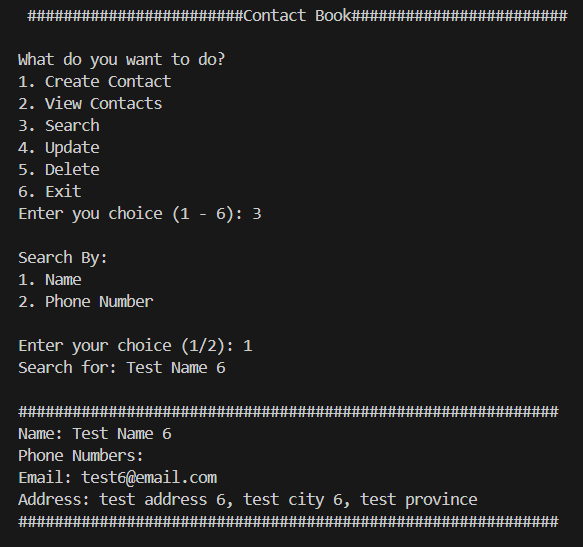 ########################Contact Book########################
What do you want to do?
1. Create Contact
2. View Contacts
3. Search
4. Update
5. Delete
6. Exit
Enter you choice (1 - 6): 3
Search By:
1. Name
2. Phone Number
Enter your choice (1/2): 1
Search for: Test Name 6
############################################################
Name: Test Name 6
Phone Numbers:
Email: test6@email.com
Address: test address 6, test city 6, test province
############################################################